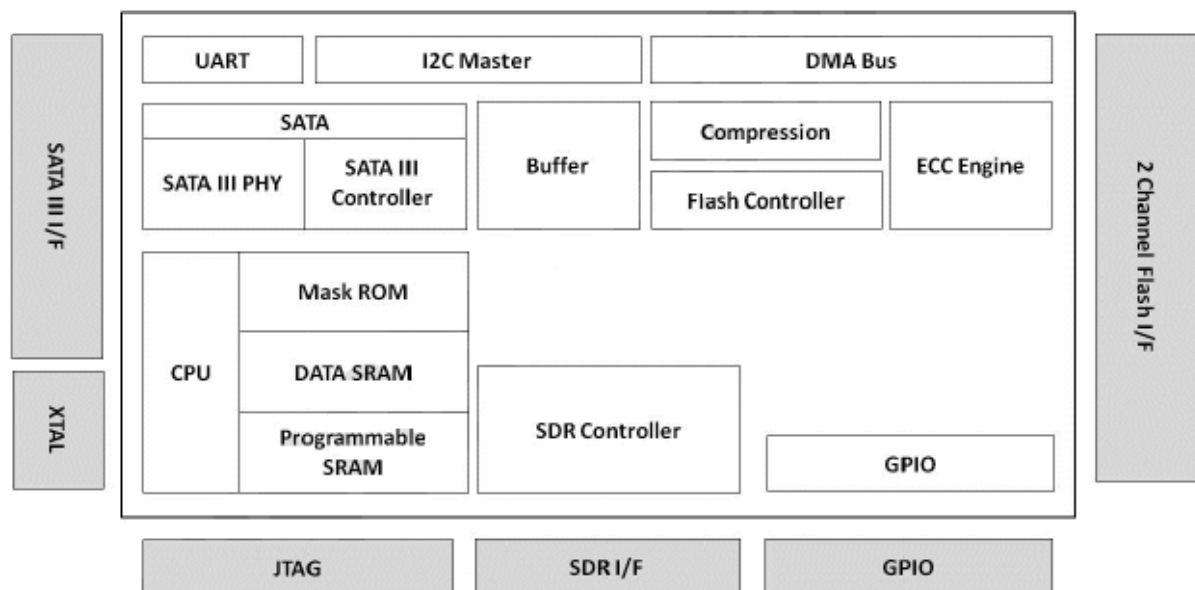 UART
I2C Master
DMA Bus
SATA
SATA III PHY
SATA III
Controller
Buffer
Compression
Flash Controller
ECC Engine
SATA III I/F
2 Channel Flash I/F
CPU
Mask ROM
DATA SRAM
Programmable
SRAM
SDR Controller
GPIO
XTAL
JTAG
SDR I/F
GPIO